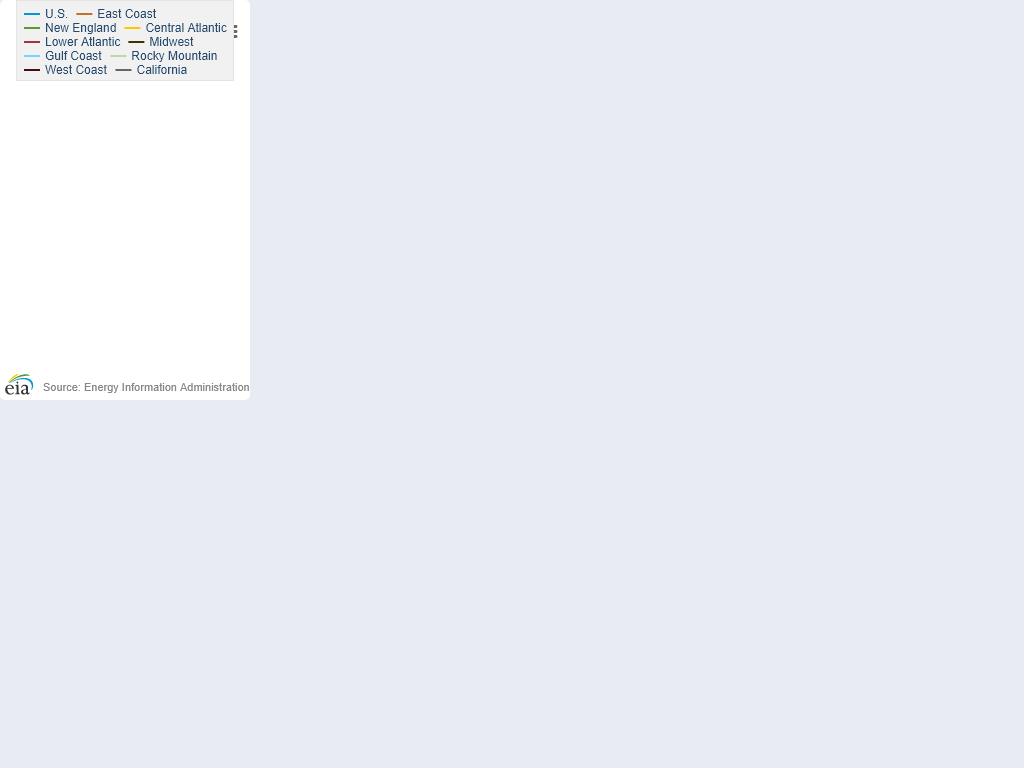 U.S. East Coast
New England Central Atlantic
Lower Atlantic Midwest
Gulf Coast Rocky Mountain
West Coast California
eia Source: Energy Information Administration